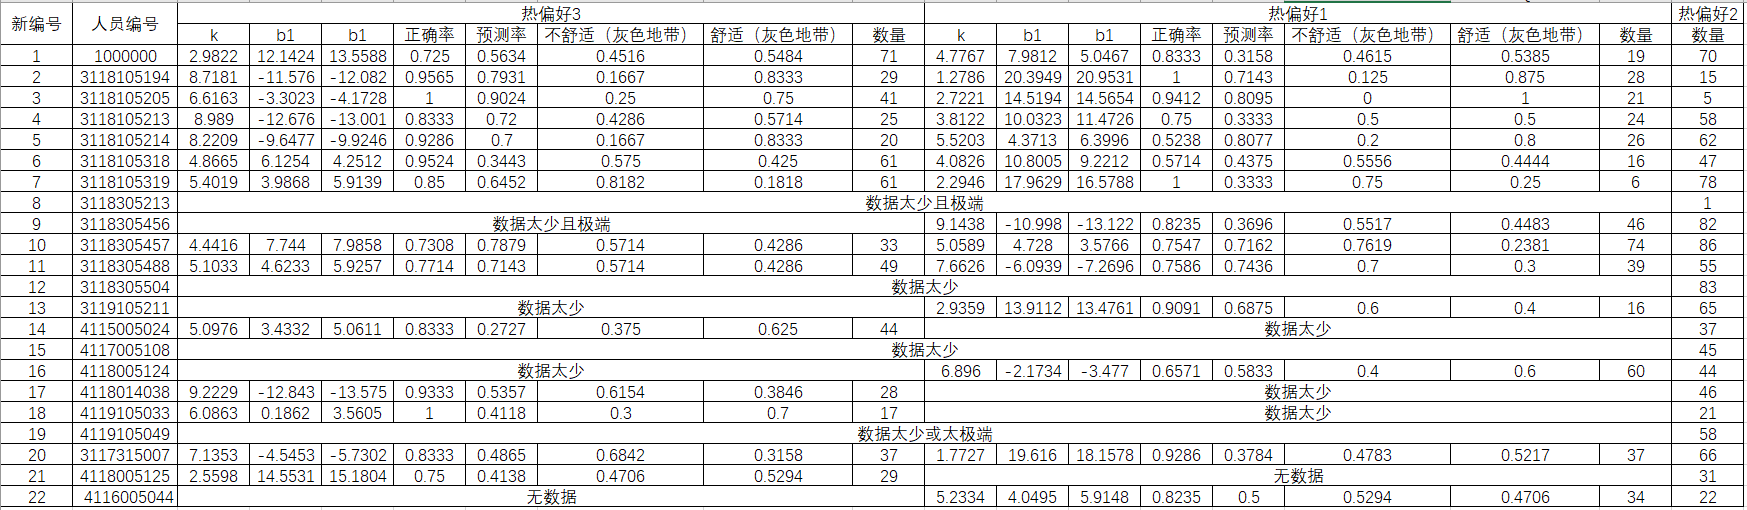 新编号 人员编号 热偏好3 热偏好1 热偏好2
k b1 b1 正确率 预测率 不舒适（灰色地带） 舒适（灰色地带） 数量 k b1 b1 正确率 预测率 不舒适（灰色地带） 舒适（灰色地带） 数量 数量
1 1000000 2.9822 12.1424 13.5588 0.725 0.5634 0.4516 0.5484 71 4.7767 7.9812 5.0467 0.8333 0.3158 0.4615 0.5385 19 70
2 3118105194 8.7181 -11.576 -12.082 0.9565 0.7931 0.1667 0.8333 29 1.2786 20.3949 20.9531 1 0.7143 0.125 0.875 28 15
3 3118105205 6.6163 -3.3023 -4.1728 1 0.9024 0.25 0.75 41 2.7221 14.5194 14.5654 0.9412 0.8095 0 1 21 5
4 3118105213 8.989 -12.676 -13.001 0.8333 0.72 0.4286 0.5714 25 3.8122 10.0323 11.4726 0.75 0.3333 0.5 0.5 24 58
5 3118105214 8.2209 -9.6477 -9.9246 0.9286 0.7 0.1667 0.8333 20 5.5203 4.3713 6.3996 0.5238 0.8077 0.2 0.8 26 62
6 3118105318 4.8665 6.1254 4.2512 0.9524 0.3443 0.575 0.425 61 4.0826 10.8005 9.2212 0.5714 0.4375 0.5556 0.4444 16 47
7 3118105319 5.4019 3.9868 5.9139 0.85 0.6452 0.8182 0.1818 61 2.2946 17.9629 16.5788 1 0.3333 0.75 0.25 6 78
8 3118305213 数据太少且极端 1
9 3118305456 数据太少且极端 9.1438 -10.998 -13.122 0.8235 0.3696 0.5517 0.4483 46 82
10 3118305457 4.4416 7.744 7.9858 0.7308 0.7879 0.5714 0.4286 33 5.0589 4.728 3.5766 0.7547 0.7162 0.7619 0.2381 74 86
11 3118305488 5.1033 4.6233 5.9257 0.7714 0.7143 0.5714 0.4286 49 7.6626 -6.0939 -7.2696 0.7586 0.7436 0.7 0.3 39 55
12 3118305504 数据太少 83
13 3119105211 数据太少 2.9359 13.9112 13.4761 0.9091 0.6875 0.6 0.4 16 65
14 4115005024 5.0976 3.4332 5.0611 0.8333 0.2727 0.375 0.625 44 数据太少 37
15 4117005108 数据太少 45
16 4118005124 数据太少 6.896 -2.1734 -3.477 0.6571 0.5833 0.4 0.6 60 44
17 4118014038 9.2229 -12.843 -13.575 0.9333 0.5357 0.6154 0.3846 28 数据太少 46
18 4119105033 6.0863 0.1862 3.5605 1 0.4118 0.3 0.7 17 数据太少 21
19 4119105049 数据太少或太极端 58
20 3117315007 7.1353 -4.5453 -5.7302 0.8333 0.4865 0.6842 0.3158 37 1.7727 19.616 18.1578 0.9286 0.3784 0.4783 0.5217 37 66
21 4118005125 2.5598 14.5531 15.1804 0.75 0.4138 0.4706 0.5294 29 无数据 31
22 4116005044 无数据 5.2334 4.0495 5.9148 0.8235 0.5 0.5294 0.4706 34 22